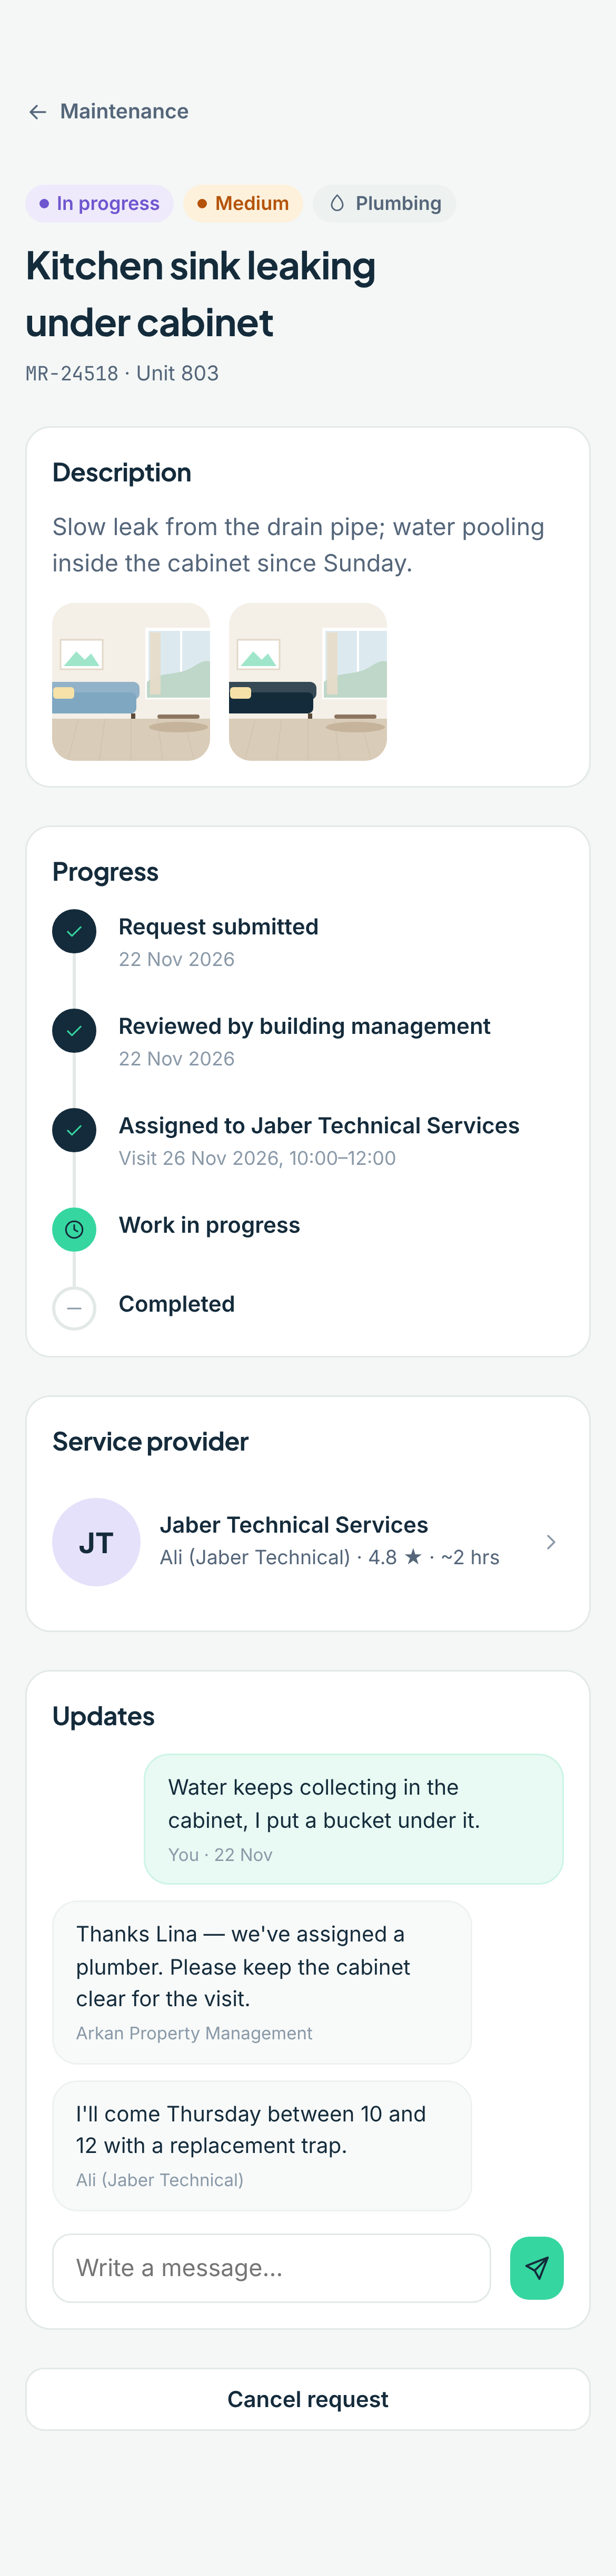 Maintenance
In progress Medium Plumbing
Kitchen sink leaking
under cabinet
MR-24518 · Unit 803
Description
Slow leak from the drain pipe; water pooling
inside the cabinet since Sunday.
Progress
Request submitted
22 Nov 2026
Reviewed by building management
22 Nov 2026
Assigned to Jaber Technical Services
Visit 26 Nov 2026, 10:00–12:00
Work in progress
Completed
Service provider
JT
Jaber Technical Services
Ali (Jaber Technical) · 4.8 ★ · ~2 hrs
Updates
Water keeps collecting in the
cabinet, I put a bucket under it.
You · 22 Nov
Thanks Lina — we've assigned a
plumber. Please keep the cabinet
clear for the visit.
Arkan Property Management
I'll come Thursday between 10 and
12 with a replacement trap.
Ali (Jaber Technical)
Write a message...
Cancel request